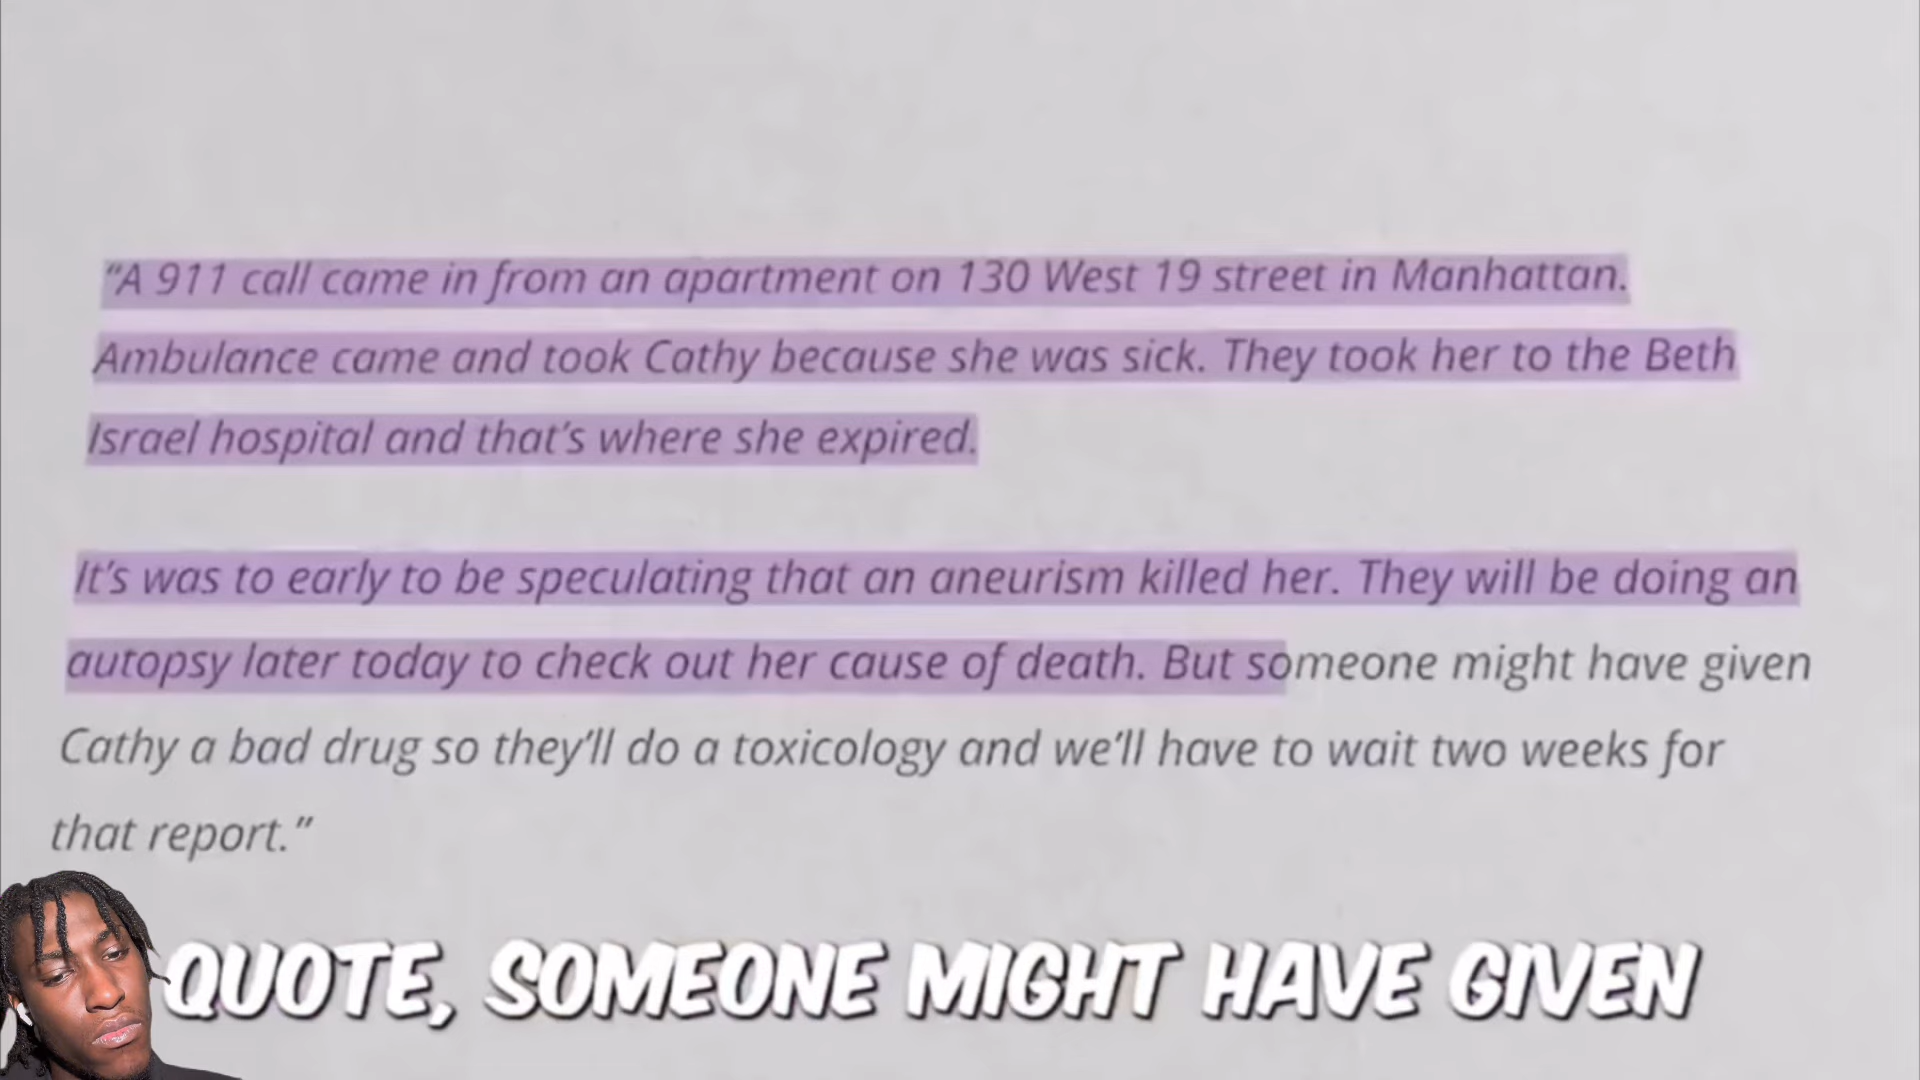 “A 911 call came in from an apartment on 130 West 19 street in Manhattan.
Ambulance came and took Cathy because she was sick. They took her to the Beth
Israel hospital and that’s where she expired.
It’s was to early to be speculating that an aneurism killed her. They will be doing an
autopsy later today to check out her cause of death. But someone might have given
Cathy a bad drug so they’ll do a toxicology and we’ll have to wait two weeks for
that report.”
QUOTE, SOMEONE MIGHT HAVE GIVEN